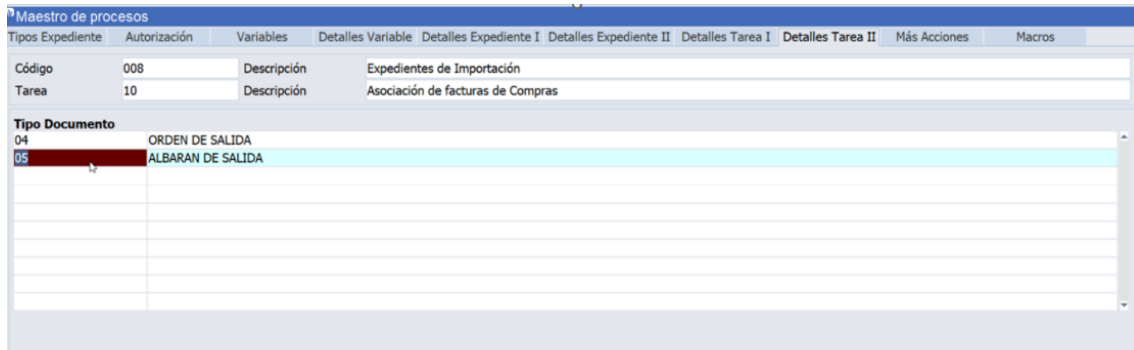 Maestro de procesos
Tipos Expediente Autorización Variables Detalles Variable Detalles Expediente I Detalles Expediente II Detalles Tarea I Detalles Tarea II Más Acciones Macros
Código 008 Descripción Expedientes de Importación
Tarea 10 Descripción Asociación de facturas de Compras
Tipo Documento
04 ORDEN DE SALIDA
05 ALBARAN DE SALIDA